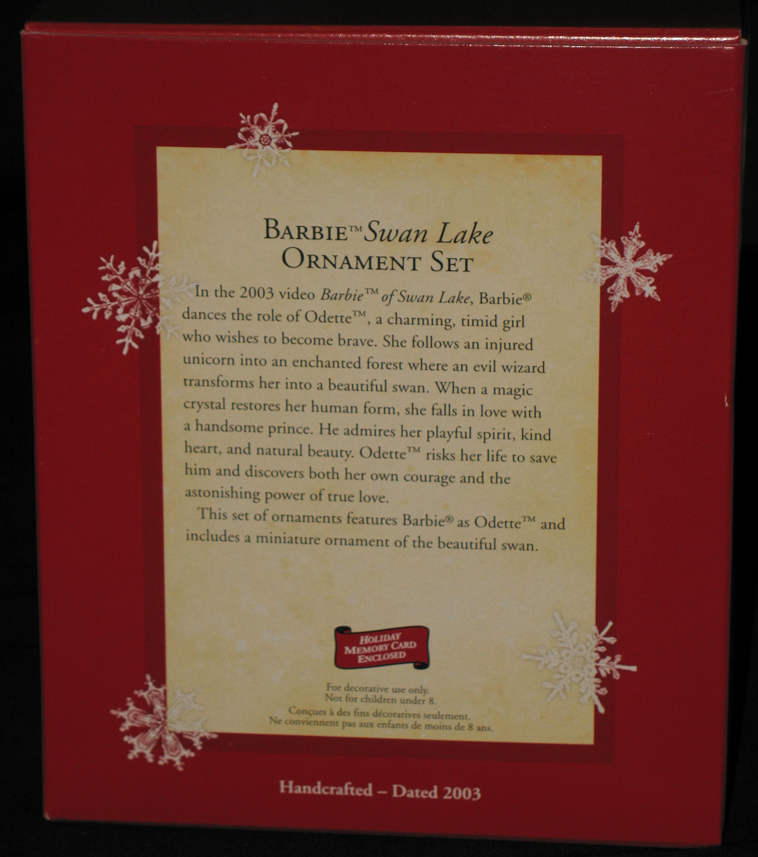 Barbie™ Swan Lake
Ornament Set
In the 2003 video Barbie™ of Swan Lake, Barbie®
dances the role of Odette™, a charming, timid girl
who wishes to become brave. She follows an injured
unicorn into an enchanted forest where an evil wizard
transforms her into a beautiful swan. When a magic
crystal restores her human form, she falls in love with
a handsome prince. He admires her playful spirit, kind
heart, and natural beauty. Odette™ risks her life to save
him and discovers both her own courage and the
astonishing power of true love.
This set of ornaments features Barbie® as Odette™ and
includes a miniature ornament of the beautiful swan.
Holiday
Memory Card
Enclosed
For decorative use only.
Not for children under 8.
Conçues à des fins décoratives seulement.
Ne conviennent pas aux enfants de moins de 8 ans.
Handcrafted – Dated 2003